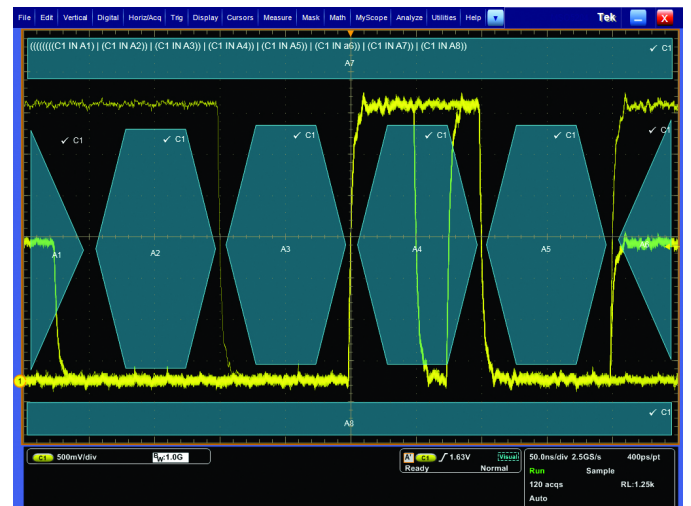 File Edit Vertical Digital Horiz/Acq Trig Display Cursors Measure Mask Math MyScope Analyze Utilities Help Tek X
((((((((C1 IN A1) | (C1 IN A2)) | (C1 IN A3)) | (C1 IN A4)) | (C1 IN A5)) | (C1 IN a6)) | (C1 IN A7)) | (C1 IN A8))
✓ C1
A7
✓ C1
✓ C1
✓ C1
✓ C1
✓ C1
✓ C1
A1
A2
A3
A4
A5
1
✓ C1
A8
C1 500mV/div BW:1.0G
A' C1 1.63V Visual
Ready Normal
50.0ns/div 2.5GS/s 400ps/pt
Run Sample
120 acqs RL:1.25k
Auto